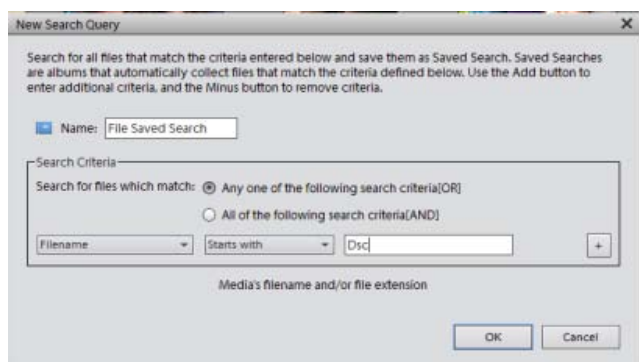 New Search Query
Search for all files that match the criteria entered below and save them as Saved Search. Saved Searches
are albums that automatically collect files that match the criteria defined below. Use the Add button to
enter additional criteria, and the Minus button to remove criteria.
Name: File Saved Search
Search Criteria
Search for files which match: Any one of the following search criteria[OR]
All of the following search criteria[AND]
Filename Starts with Dsc +
Media's filename and/or file extension
OK Cancel